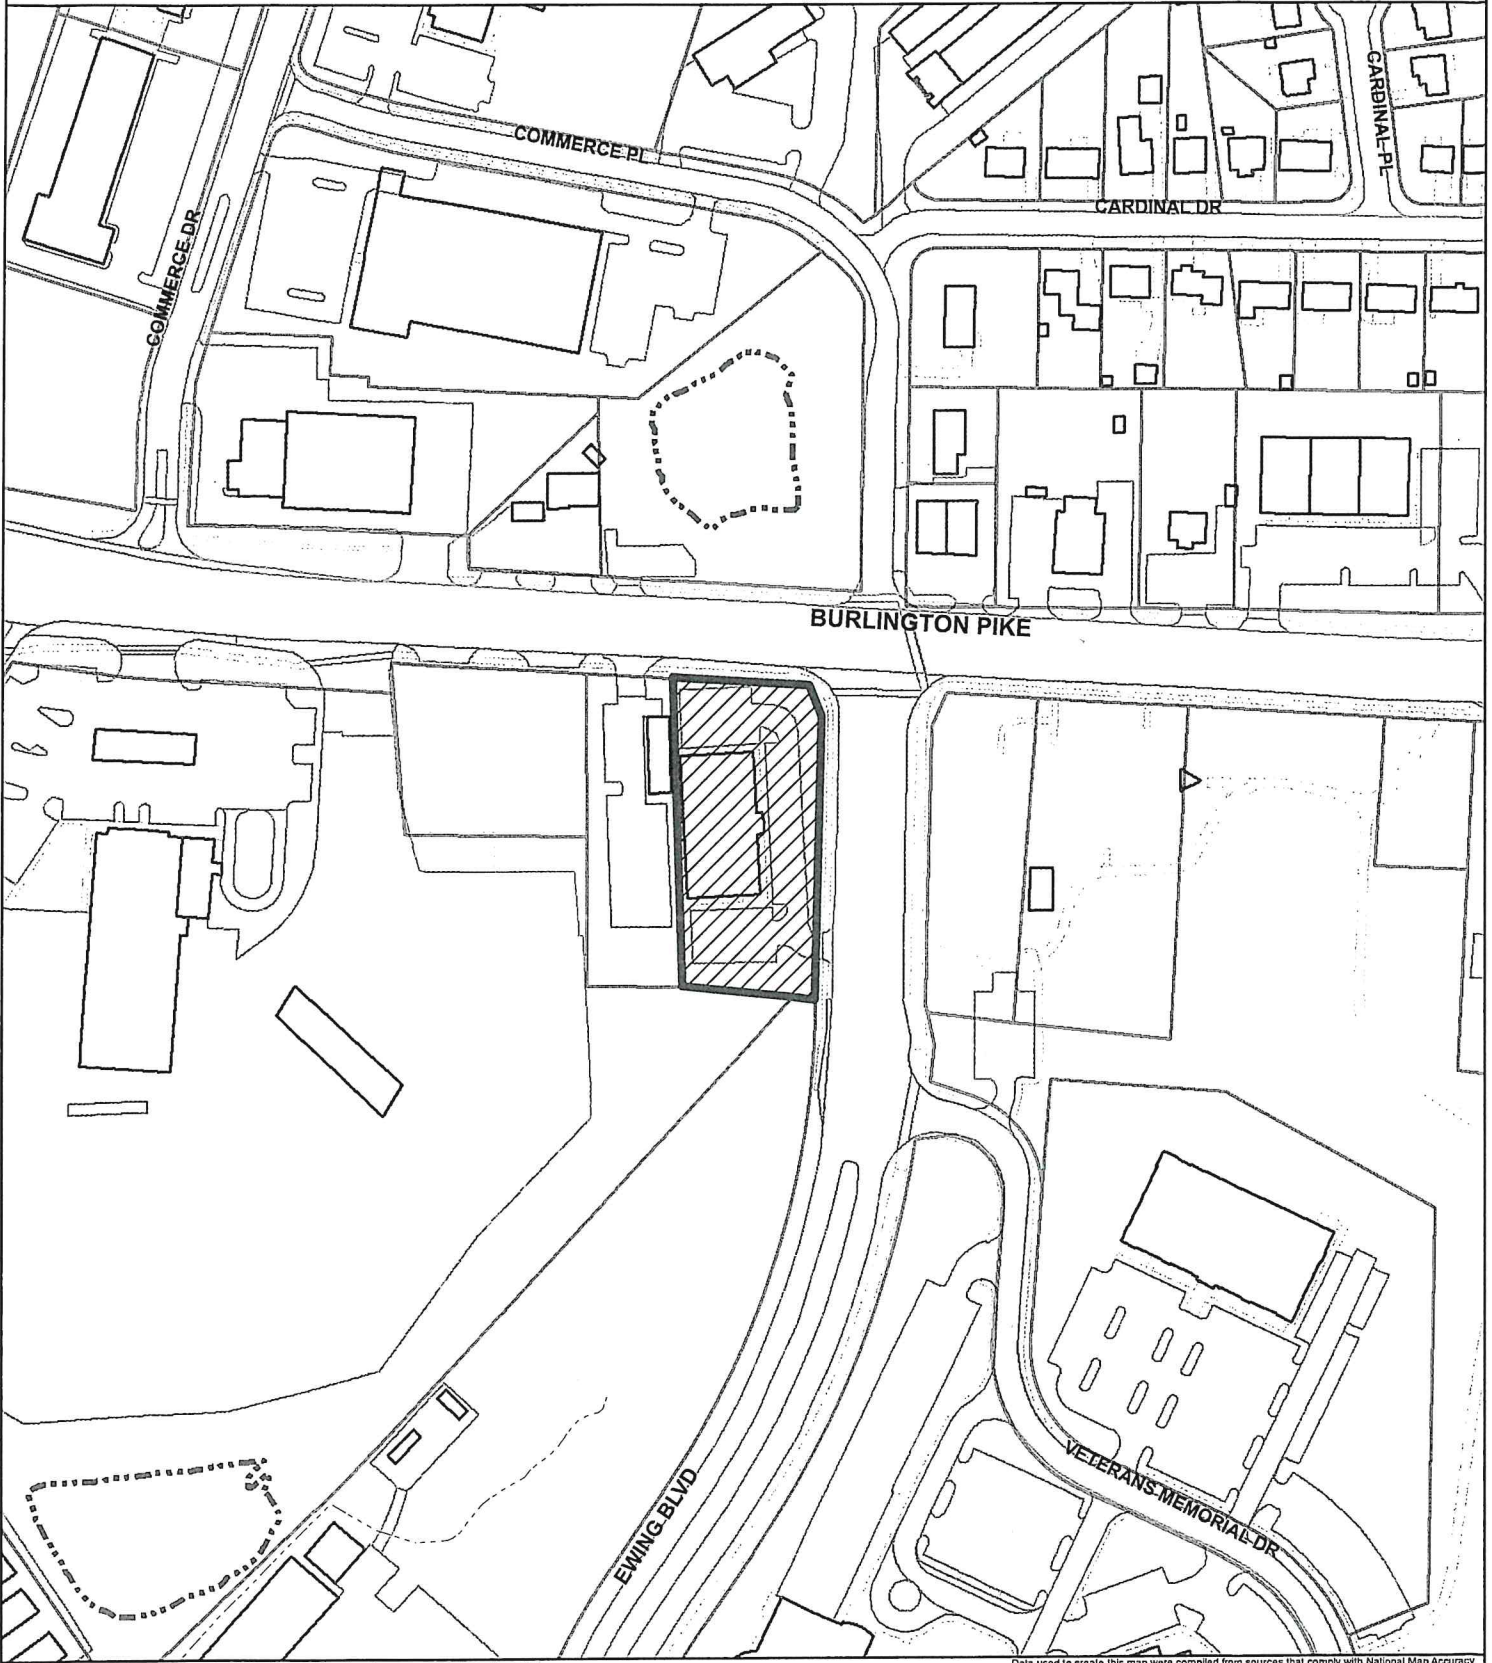 COMMERCE PL
CARDINAL PL
CARDINAL DR
COMMERCE DR
BURLINGTON PIKE
EWING BLVD
VETERANS MEMORIAL DR
Data used to create this map were compiled from sources that comply with National Map Accuracy